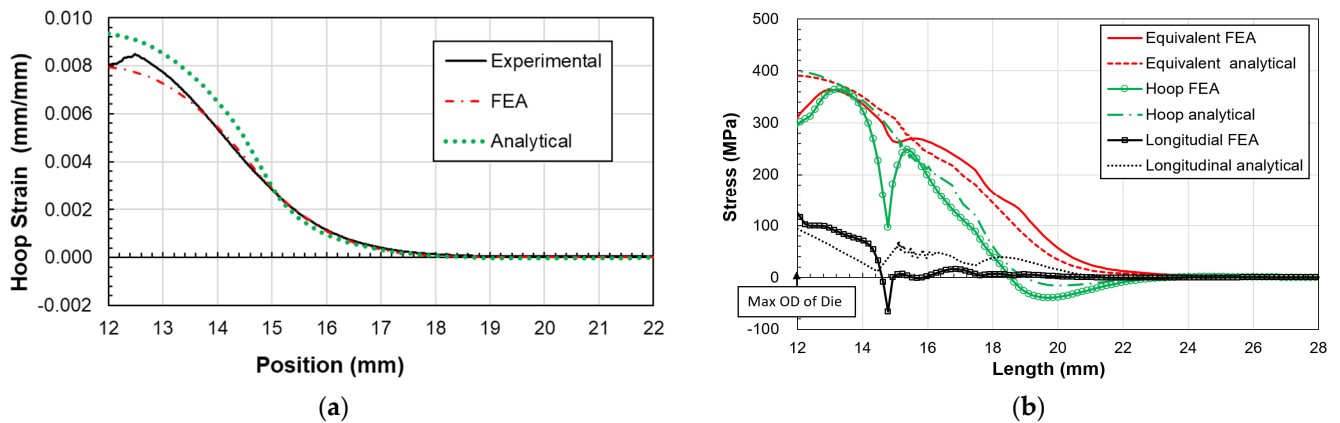 0.010
0.008
0.006
0.004
0.002
0.000
-0.002
Hoop Strain (mm/mm)
12 13 14 15 16 17 18 19 20 21 22
Position (mm)
Experimental
FEA
Analytical
(a)
500
400
300
200
100
0
-100
Stress (MPa)
12 14 16 18 20 22 24 26 28
Length (mm)
Equivalent FEA
Equivalent analytical
Hoop FEA
Hoop analytical
Longitudial FEA
Longitudinal analytical
Max OD of Die
(b)